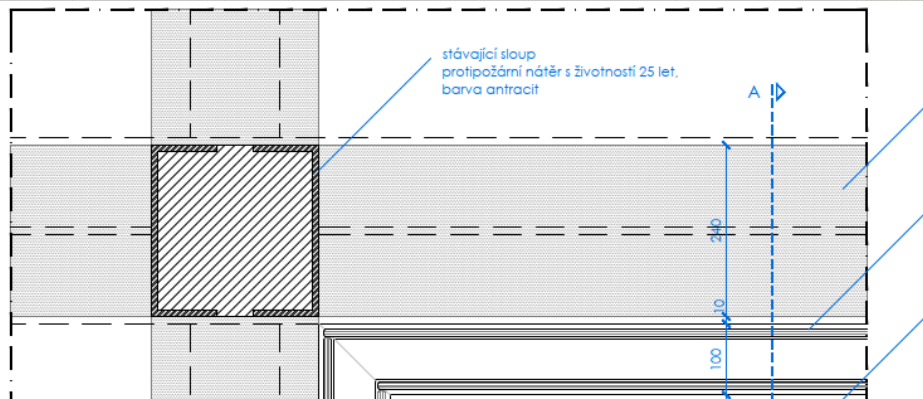 stávající sloup
protipožární nátěr s životností 25 let,
barva antracit
A
240
10
100